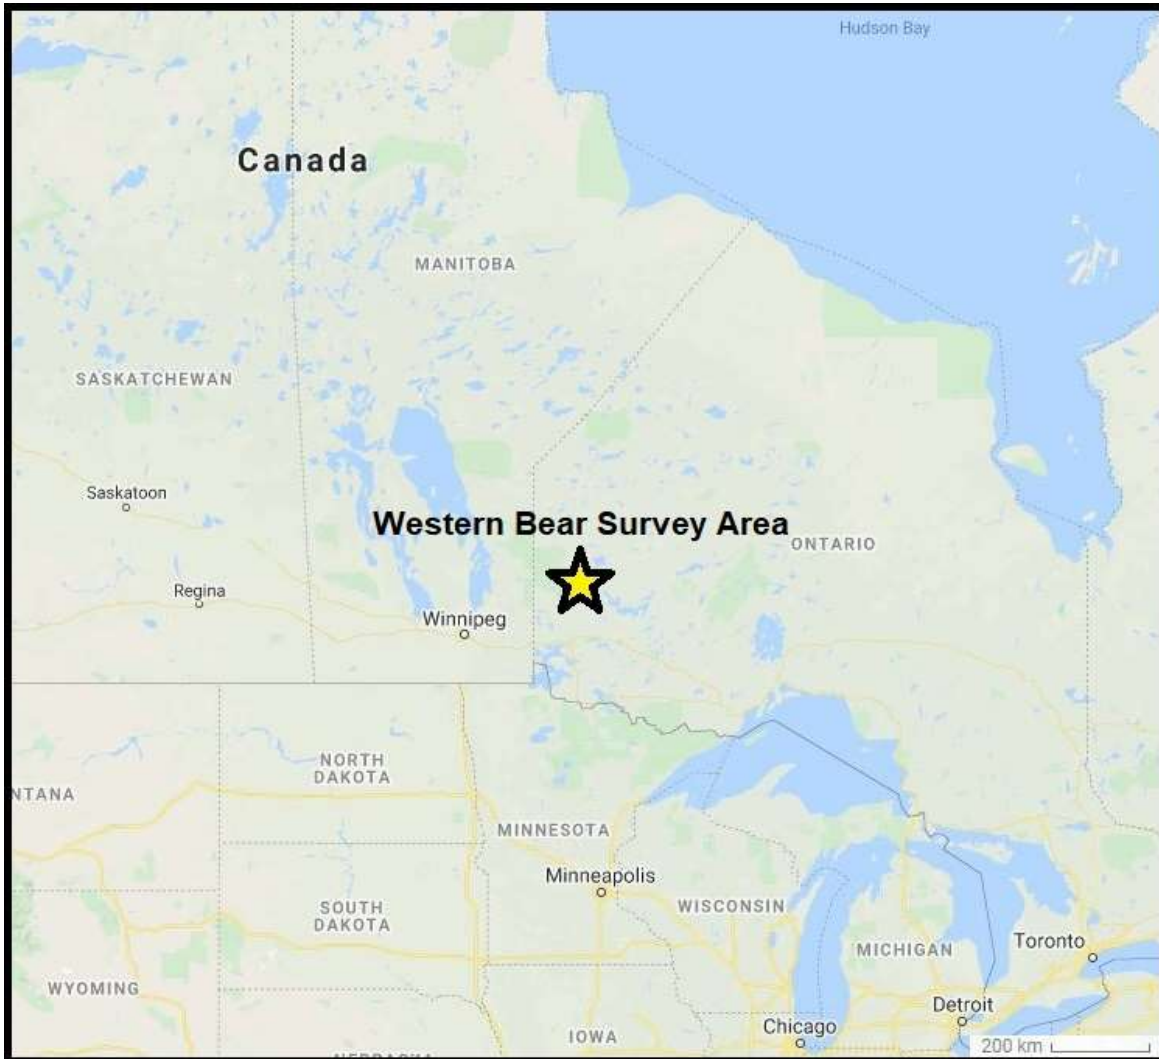 Hudson Bay
Canada
MANITOBA
SASKATCHEWAN
Saskatoon
Western Bear Survey Area
ONTARIO
Regina
Winnipeg
NORTH
DAKOTA
NTANA
MINNESOTA
Minneapolis
SOUTH
DAKOTA
WISCONSIN
MICHIGAN
Toronto
WYOMING
Detroit
Chicago
IOWA
200 km